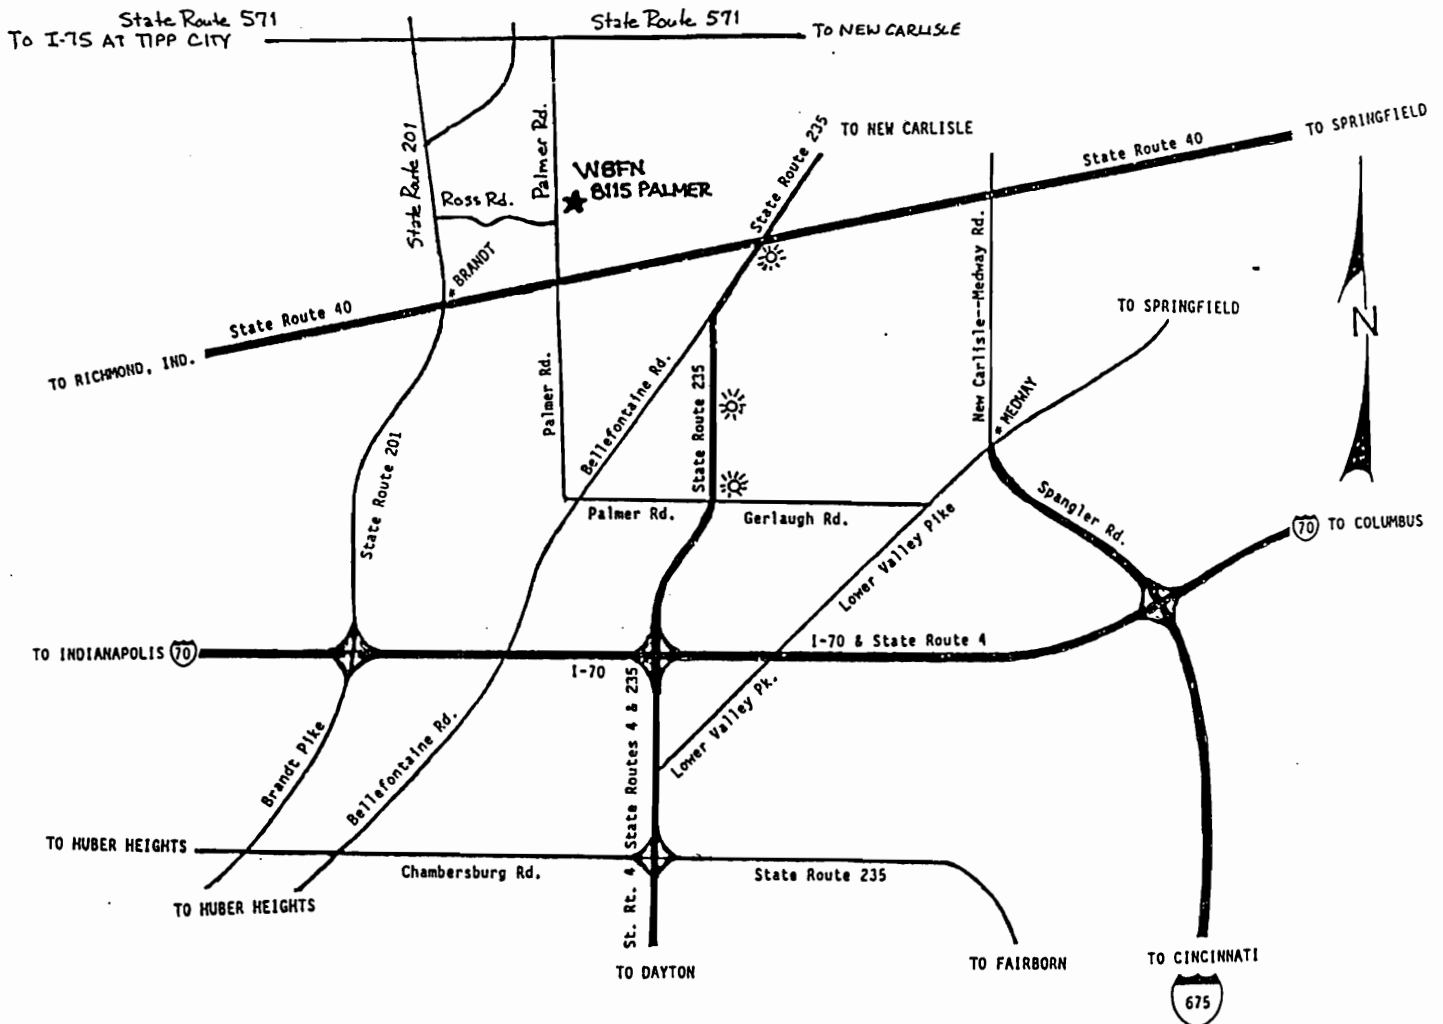 State Route 571
TO I-75 AT TIPP CITY
State Route 571
TO NEW CARLISLE
State Route 201
Palmer Rd.
State Route 235
TO NEW CARLISLE
State Route 40
TO SPRINGFIELD
W8FN
8115 PALMER
Ross Rd.
* BRANDT
New Carlisle--Medway Rd.
State Route 40
TO RICHMOND, IND.
TO SPRINGFIELD
N
Palmer Rd.
Bellefontaine Rd.
State Route 235
* MEDWAY
State Route 201
Palmer Rd.
Gerlaugh Rd.
Spangler Rd.
Lower Valley Pike
70 TO COLUMBUS
TO INDIANAPOLIS 70
I-70
I-70 & State Route 4
Brandt Pike
Bellefontaine Rd.
State Routes 4 & 235
Lower Valley Pk.
TO HUBER HEIGHTS
Chambersburg Rd.
State Route 235
St. Rt. 4
TO HUBER HEIGHTS
TO DAYTON
TO FAIRBORN
TO CINCINNATI
675